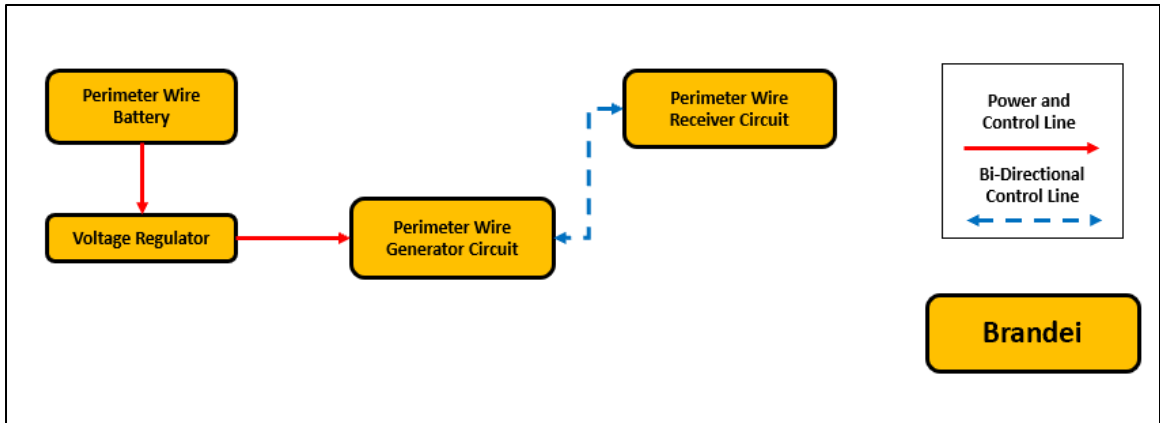 Perimeter Wire
Battery
Perimeter Wire
Receiver Circuit
Power and
Control Line
Bi-Directional
Control Line
Voltage Regulator
Perimeter Wire
Generator Circuit
Brandei